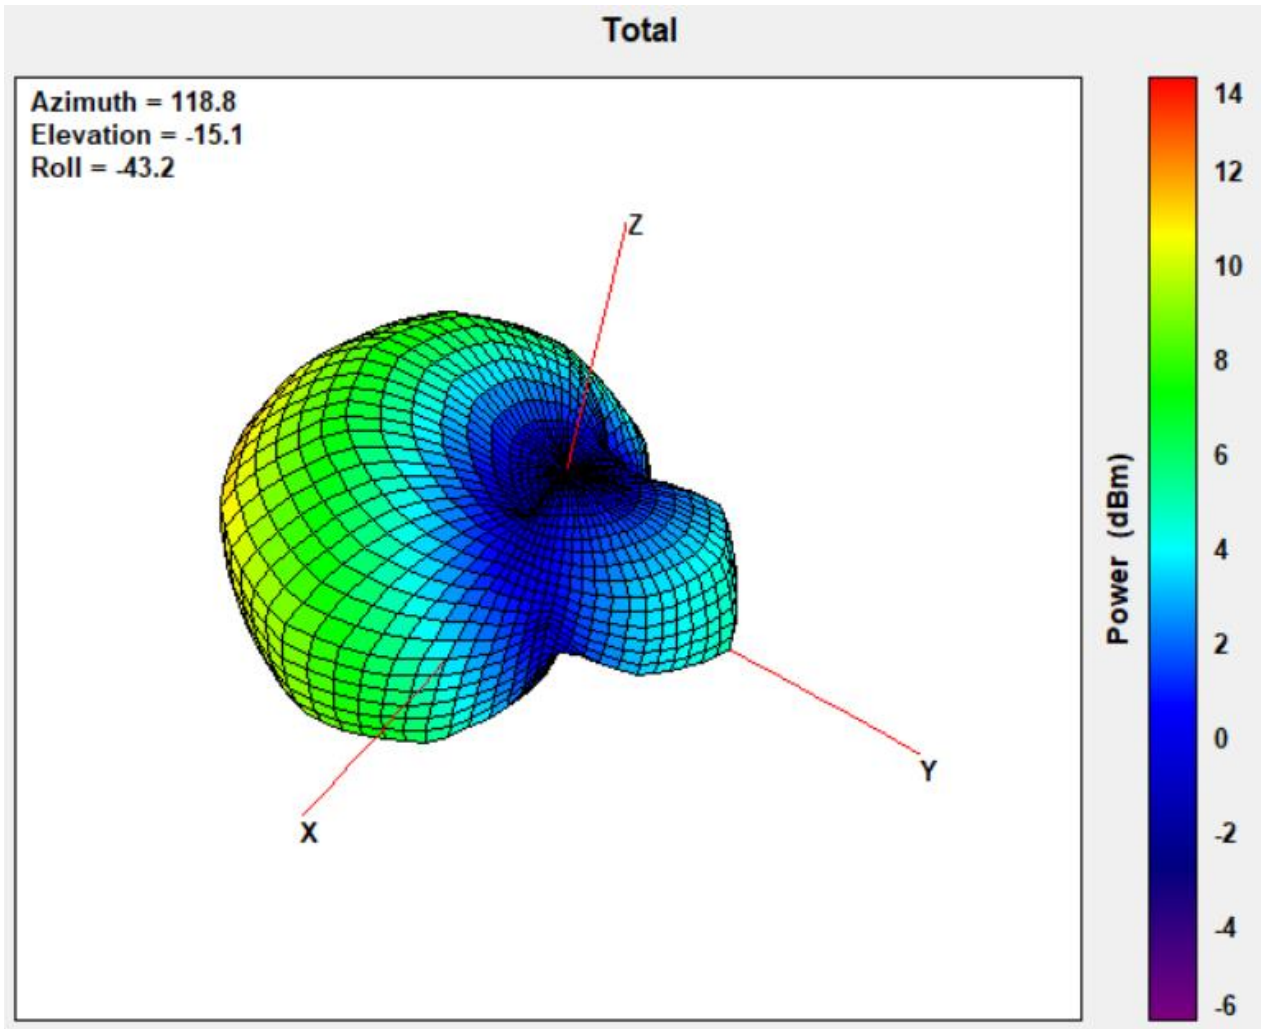 Total
Azimuth = 118.8
Elevation = -15.1
Roll = -43.2
Z
Y
X
14
12
10
8
6
4
2
0
-2
-4
-6
Power (dBm)